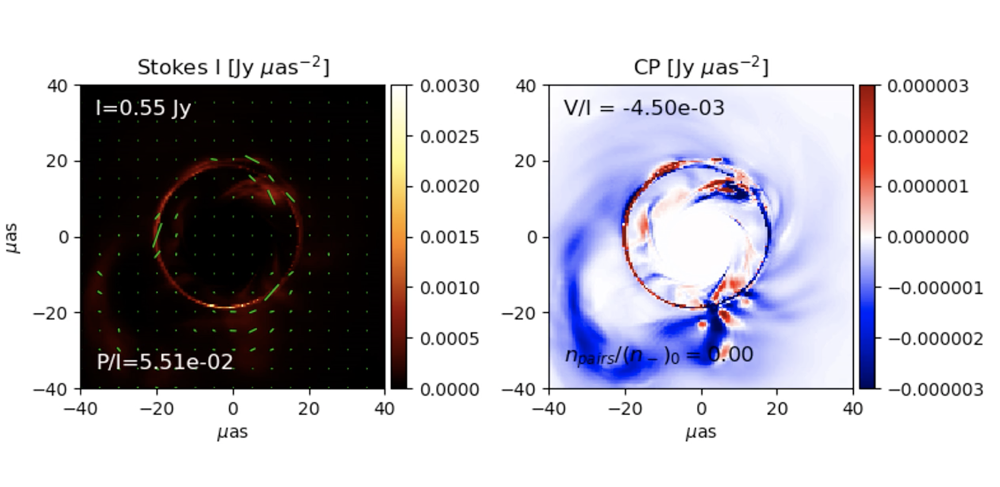 Stokes I [Jy μas⁻²]
40
20
0
−20
−40
μas
I=0.55 Jy
P/I=5.51e-02
−40 −20 0 20 40
μas
0.0030
0.0025
0.0020
0.0015
0.0010
0.0005
0.0000
CP [Jy μas⁻²]
40
20
0
−20
−40
V/I = -4.50e-03
n_pairs/(n₋)₀ = 0.00
−40 −20 0 20 40
μas
0.000003
0.000002
0.000001
0.000000
−0.000001
−0.000002
−0.000003